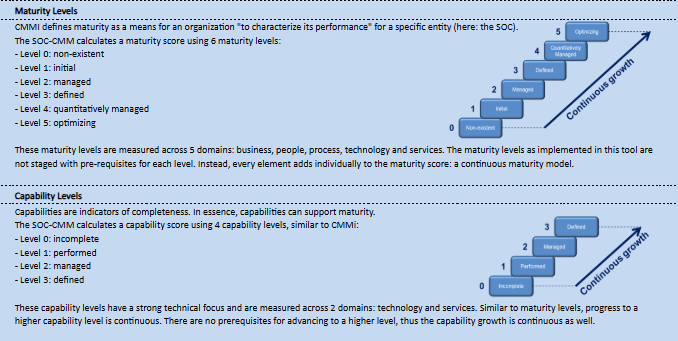 Maturity Levels
CMMI defines maturity as a means for an organization "to characterize its performance" for a specific entity (here: the SOC).
The SOC-CMM calculates a maturity score using 6 maturity levels:
- Level 0: non-existent
- Level 1: initial
- Level 2: managed
- Level 3: defined
- Level 4: quantitatively managed
- Level 5: optimizing
5 Optimizing
4 Quantitatively Managed
3 Defined
2 Managed
1 Initial
0 Non-existent
Continuous growth
These maturity levels are measured across 5 domains: business, people, process, technology and services. The maturity levels as implemented in this tool are
not staged with pre-requisites for each level. Instead, every element adds individually to the maturity score: a continuous maturity model.
Capability Levels
Capabilities are indicators of completeness. In essence, capabilities can support maturity.
The SOC-CMM calculates a capability score using 4 capability levels, similar to CMMi:
- Level 0: incomplete
- Level 1: performed
- Level 2: managed
- Level 3: defined
3 Defined
2 Managed
1 Performed
0 Incomplete
Continuous growth
These capability levels have a strong technical focus and are measured across 2 domains: technology and services. Similar to maturity levels, progress to a
higher capability level is continuous. There are no prerequisites for advancing to a higher level, thus the capability growth is continuous as well.